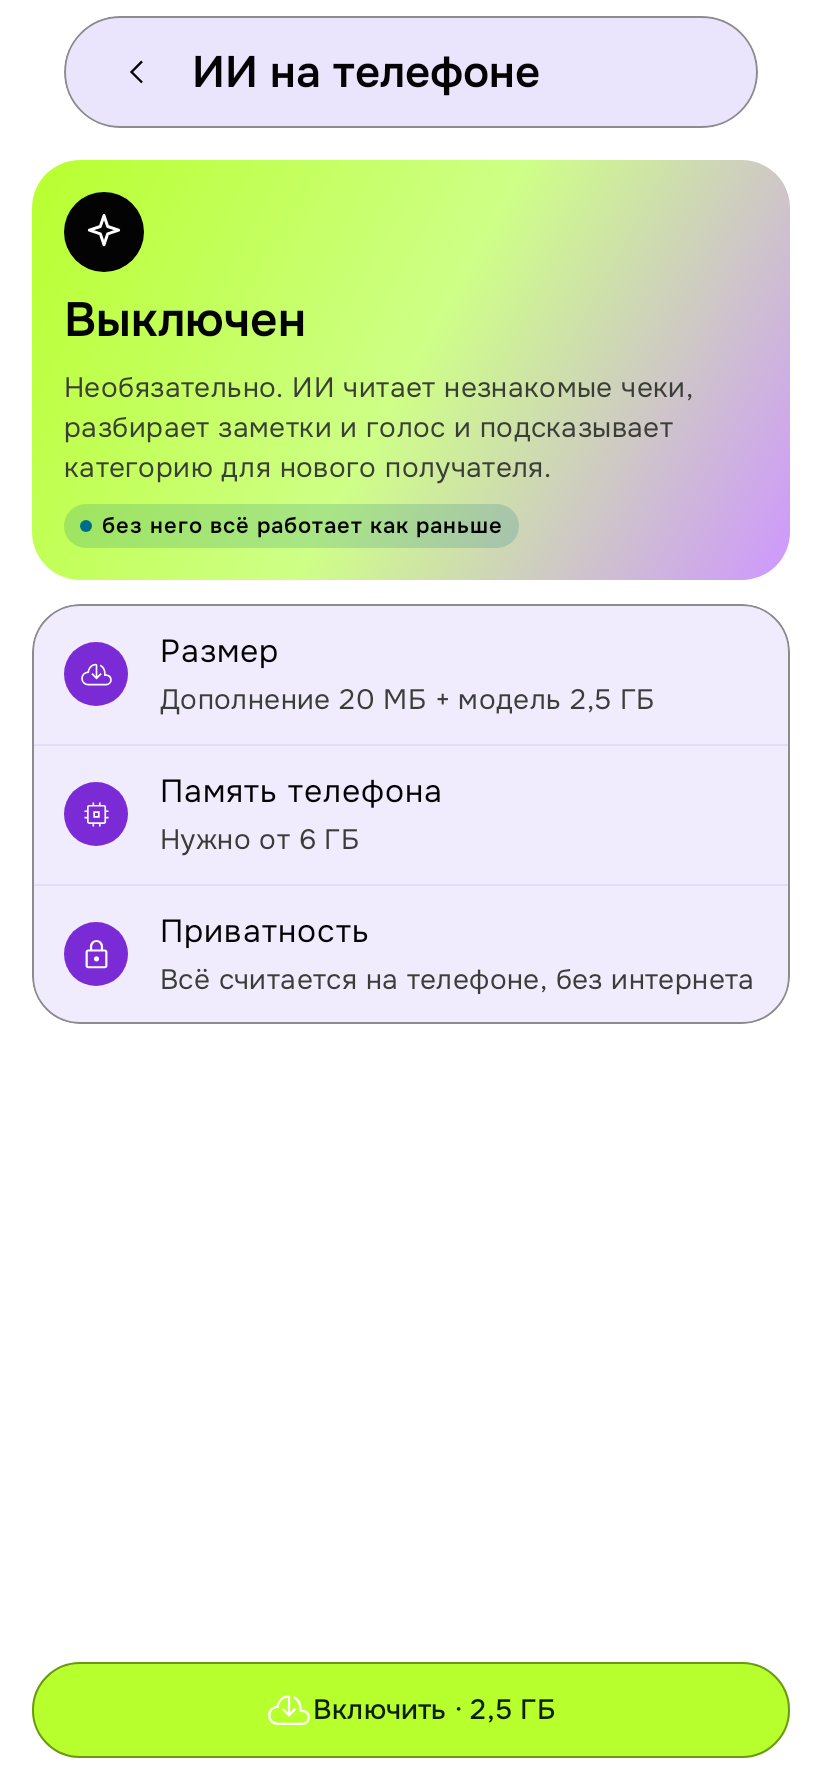 ИИ на телефоне
Выключен
Необязательно. ИИ читает незнакомые чеки,
разбирает заметки и голос и подсказывает
категорию для нового получателя.
без него всё работает как раньше
Размер
Дополнение 20 МБ + модель 2,5 ГБ
Память телефона
Нужно от 6 ГБ
Приватность
Всё считается на телефоне, без интернета
Включить · 2,5 ГБ